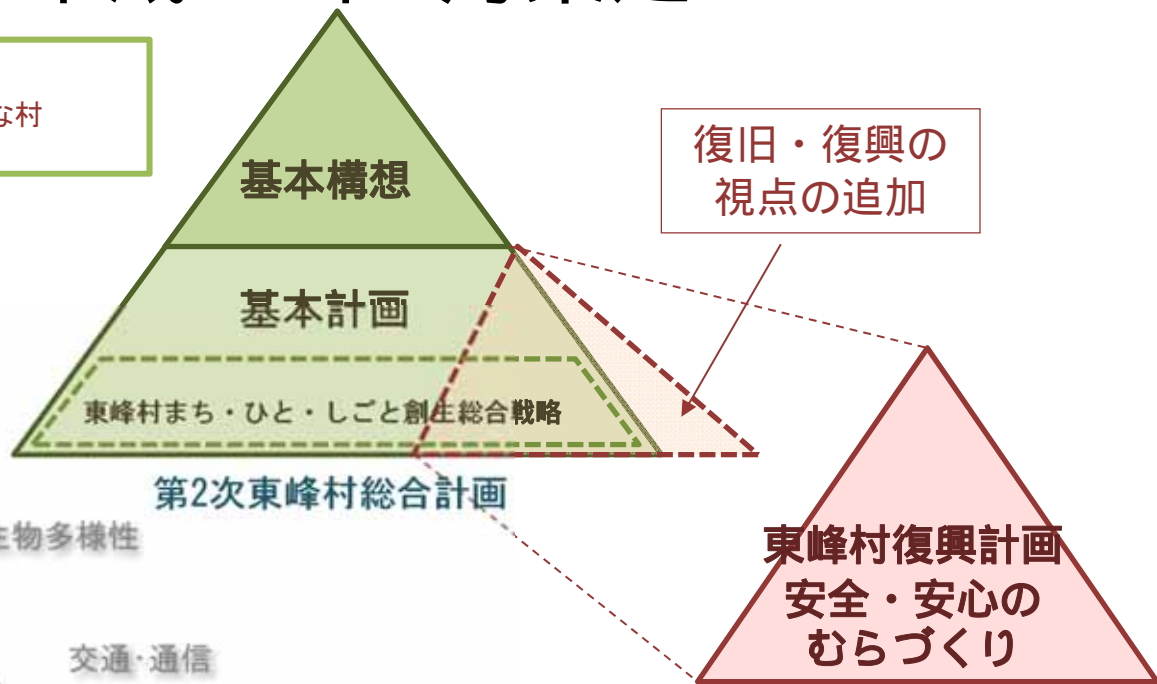 な村
基本構想
復旧・復興の
視点の追加
基本計画
東峰村まち・ひと・しごと創生総合戦略
第2次東峰村総合計画
生物多様性
東峰村復興計画
安全・安心の
むらづくり
交通・通信